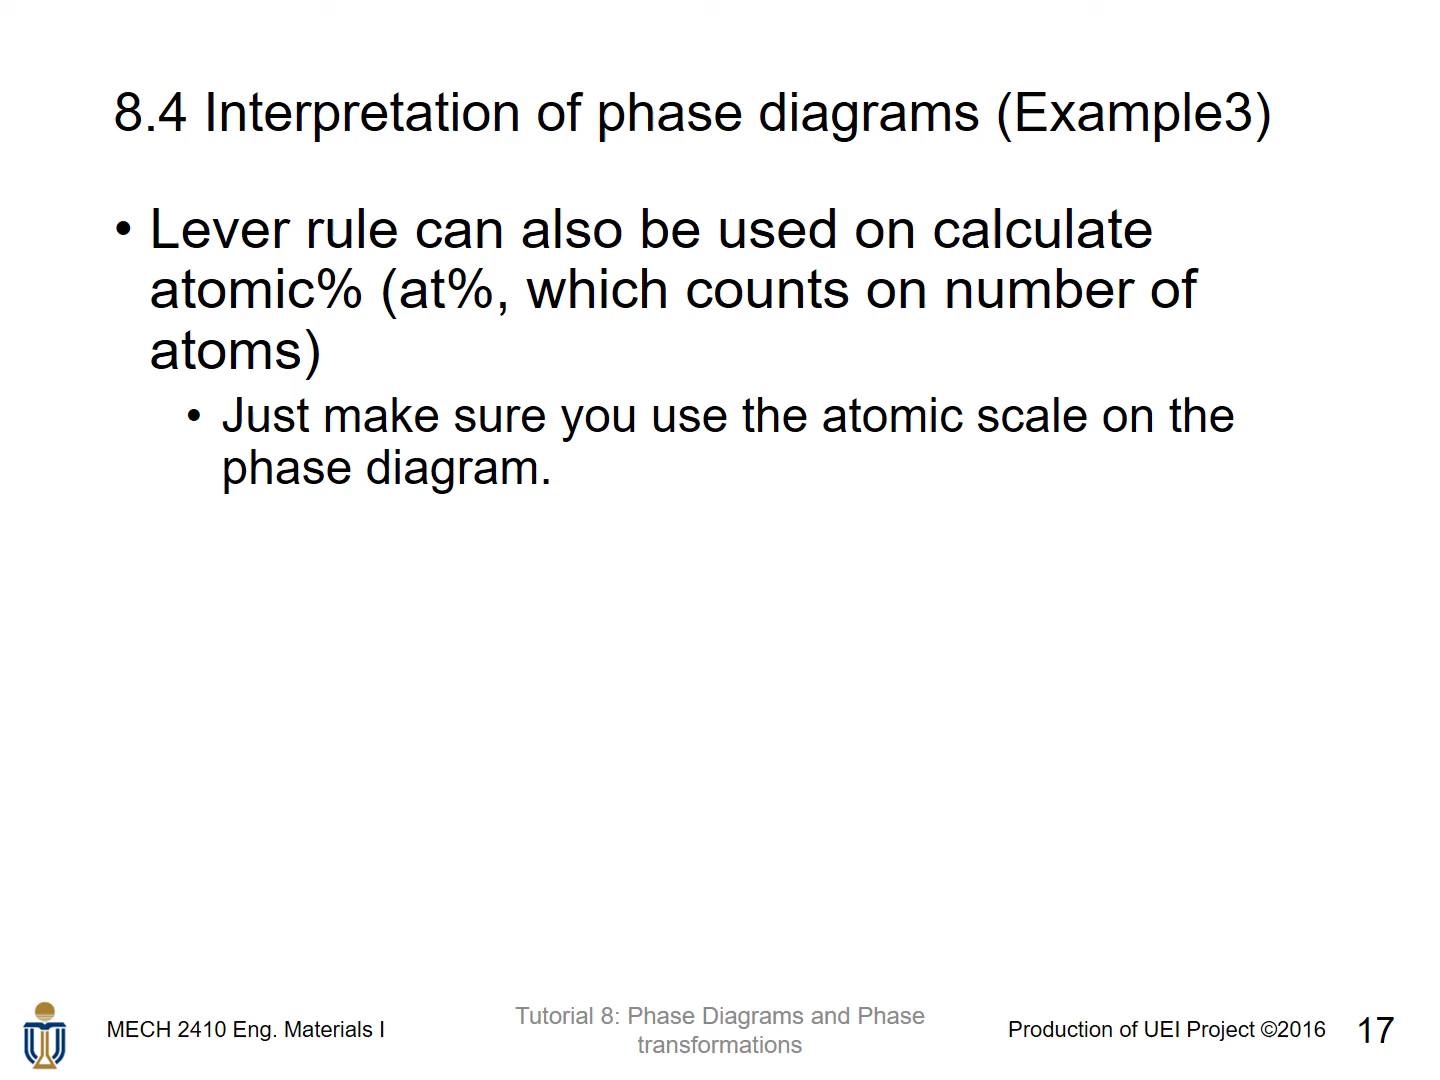 8.4 Interpretation of phase diagrams (Example3)
• Lever rule can also be used on calculate
atomic% (at%, which counts on number of
atoms)
• Just make sure you use the atomic scale on the
phase diagram.
MECH 2410 Eng. Materials I
Tutorial 8: Phase Diagrams and Phase
transformations
Production of UEI Project ©2016
17